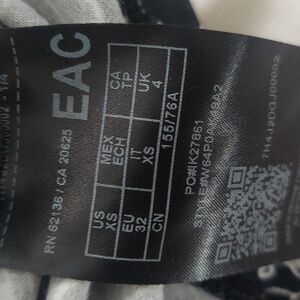 EAC
RN 62136 / CA 20625
US
XS
MEX
ECH
CA
TP
EU
32
IT
XS
UK
4
CN
155/76A
PO#IK27861